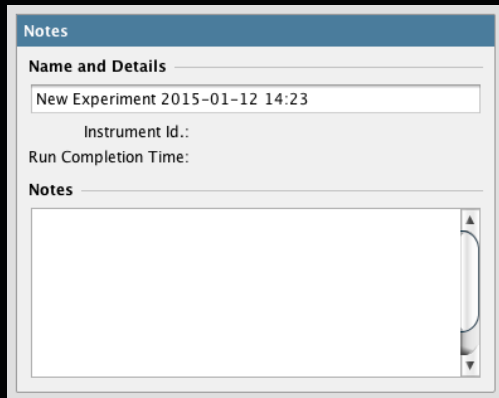 Notes
Name and Details
New Experiment 2015-01-12 14:23
Instrument Id.:
Run Completion Time:
Notes